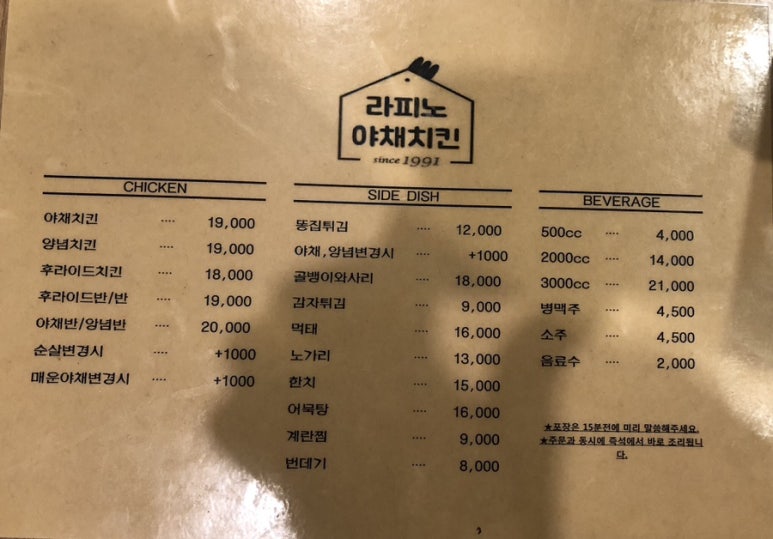 라피노
야채치킨
since 1991
CHICKEN
야채치킨 .... 19,000
양념치킨 .... 19,000
후라이드치킨 .... 18,000
후라이드반/반 .... 19,000
야채반/양념반 .... 20,000
순살변경시 .... +1000
매운야채변경시 .... +1000
SIDE DISH
똥집튀김 .... 12,000
야채,양념변경시 .... +1000
골뱅이와사리 .... 18,000
감자튀김 .... 9,000
먹태 .... 16,000
노가리 .... 13,000
한치 .... 15,000
어묵탕 .... 16,000
계란찜 .... 9,000
번데기 .... 8,000
BEVERAGE
500cc .... 4,000
2000cc .... 14,000
3000cc .... 21,000
병맥주 .... 4,500
소주 .... 4,500
음료수 .... 2,000
★포장은 15분전에 미리 말씀해주세요.
★주문과 동시에 즉석에서 바로 조리됩니
다.